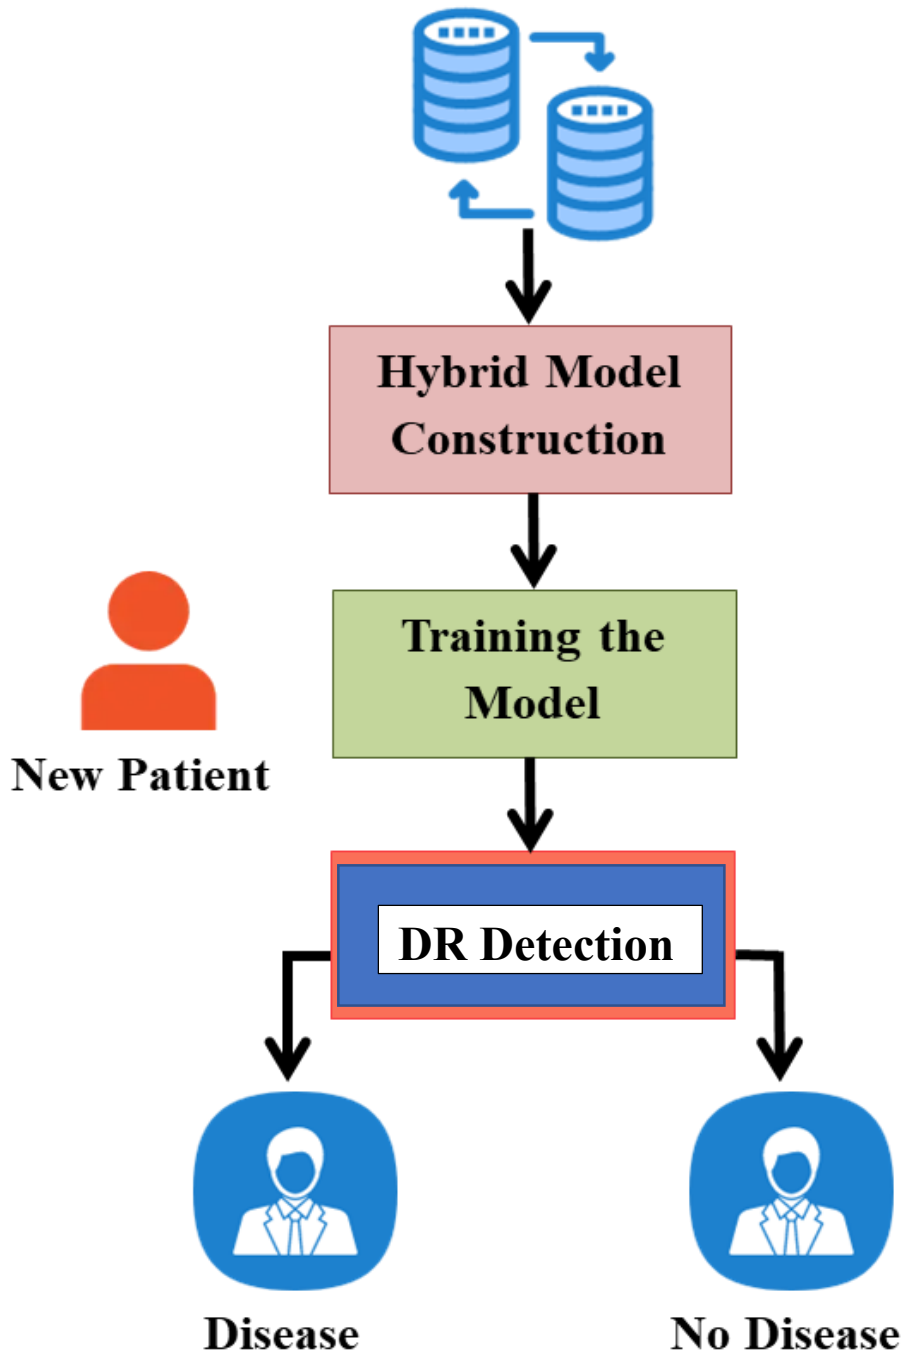 Hybrid Model
Construction
Training the
Model
New Patient
DR Detection
Disease
No Disease